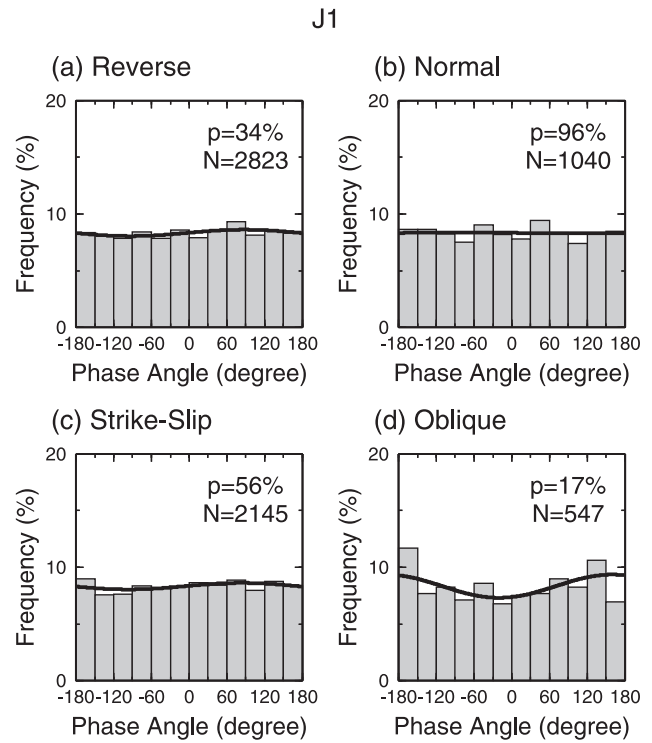 J1
(a) Reverse
20
10
0
Frequency (%)
p=34%
N=2823
-180 -120 -60 0 60 120 180
Phase Angle (degree)
(b) Normal
20
10
0
Frequency (%)
p=96%
N=1040
-180 -120 -60 0 60 120 180
Phase Angle (degree)
(c) Strike-Slip
20
10
0
Frequency (%)
p=56%
N=2145
-180 -120 -60 0 60 120 180
Phase Angle (degree)
(d) Oblique
20
10
0
Frequency (%)
p=17%
N=547
-180 -120 -60 0 60 120 180
Phase Angle (degree)